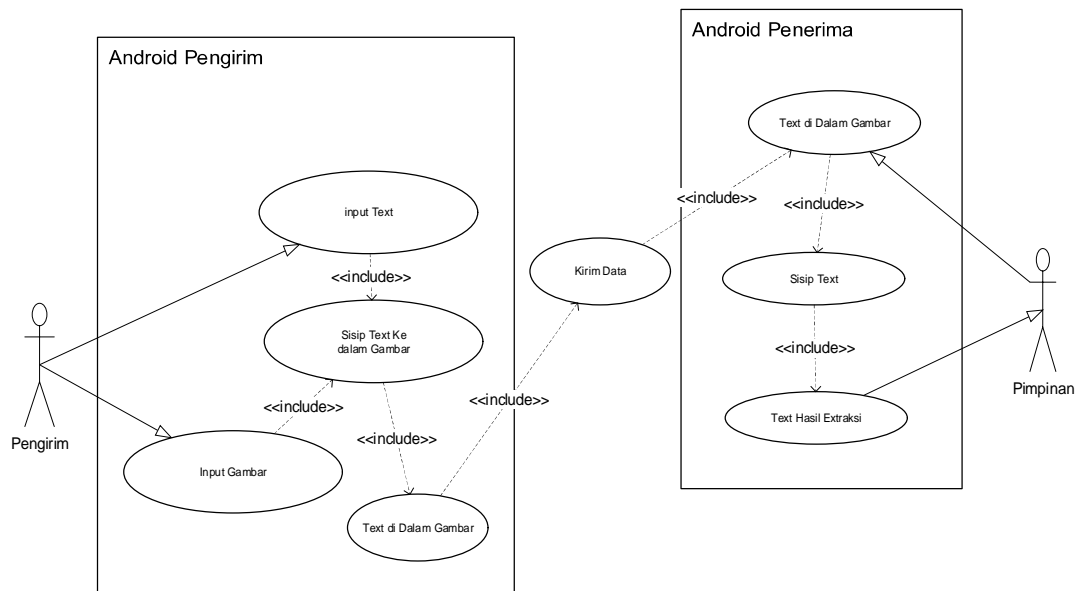 Android Pengirim
input Text
<<include>>
Sisip Text Ke
dalam Gambar
<<include>>
<<include>>
Input Gambar
Text di Dalam Gambar
Pengirim
<<include>>
Kirim Data
<<include>>
Android Penerima
Text di Dalam Gambar
<<include>>
Sisip Text
<<include>>
Text Hasil Extraksi
Pimpinan